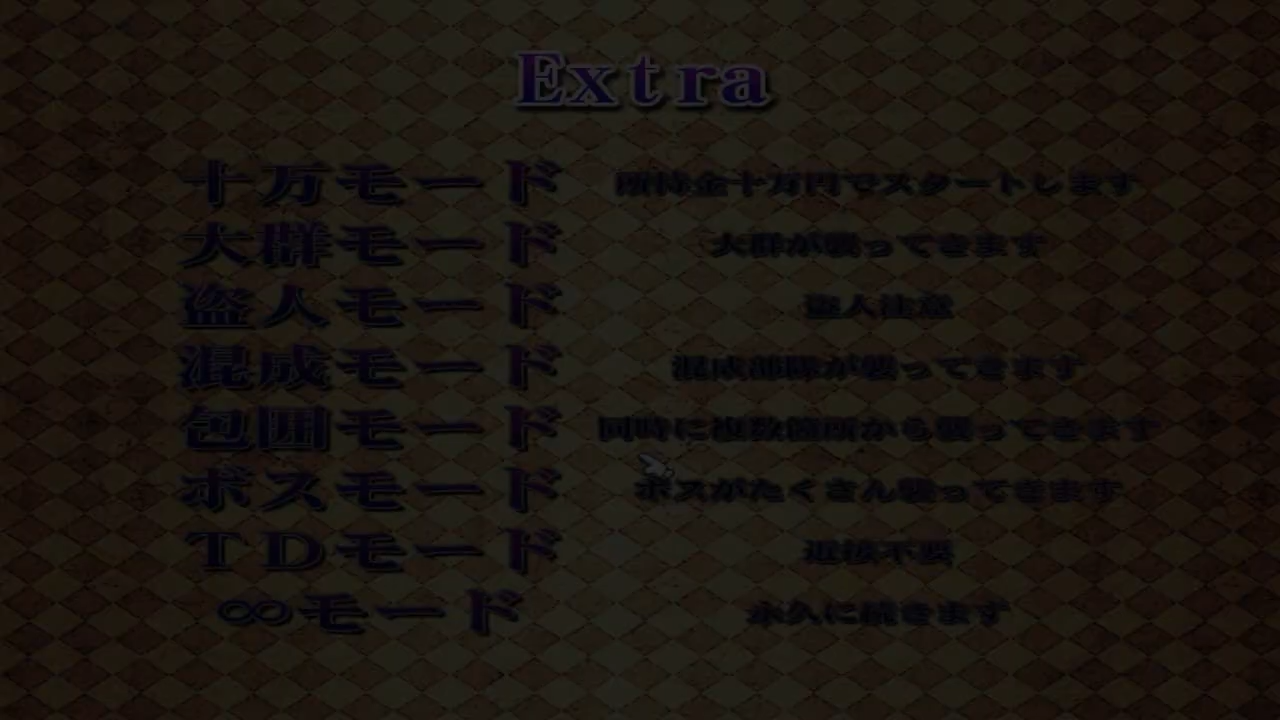 Extra
十万モード 所持金十万円でスタートします
大群モード 大群が襲ってきます
盗人モード 盗人注意
混成モード 混成部隊が襲ってきます
包囲モード 同時に複数箇所から襲ってきます
ボスモード ボスがたくさん襲ってきます
TDモード 近接不要
∞モード 永久に続きます